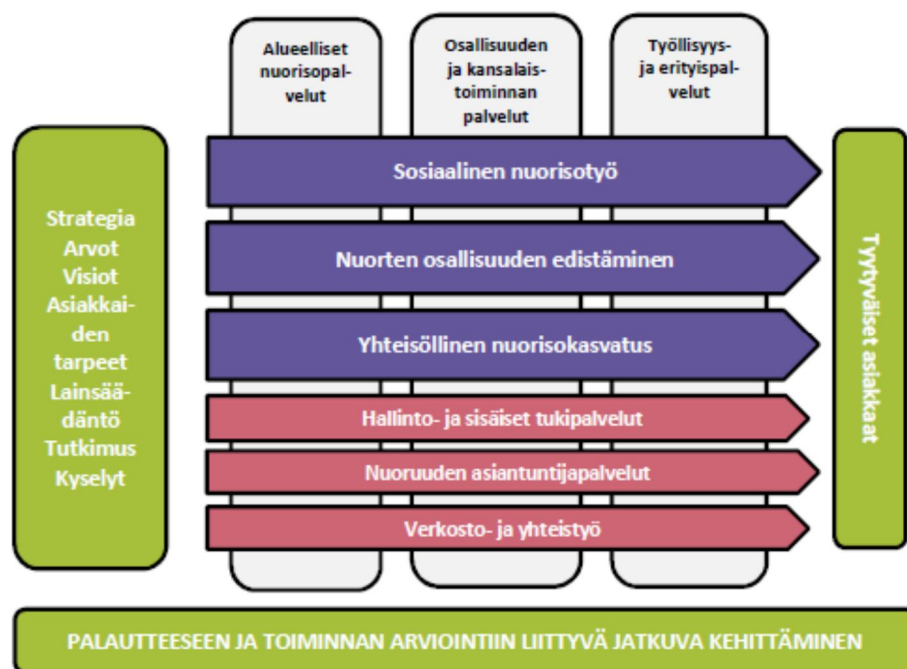 Alueelliset
nuorisopal-
velut
Osallisuuden
ja kansalais-
toiminnan
palvelut
Työllisyys-
ja erityispal-
velut
Strategia
Arvot
Visiot
Asiakkai-
den
tarpeet
Lainsää-
däntö
Tutkimus
Kyselyt
Sosiaalinen nuorisotyö
Nuorten osallisuuden edistäminen
Yhteisöllinen nuorisokasvatus
Hallinto- ja sisäiset tukipalvelut
Nuoruuden asiantuntijapalvelut
Verkosto- ja yhteistyö
Tyytyväiset asiakkaat
PALAUTTEESEEN JA TOIMINNAN ARVIOINTIIN LIITTYVÄ JATKUVA KEHITTÄMINEN